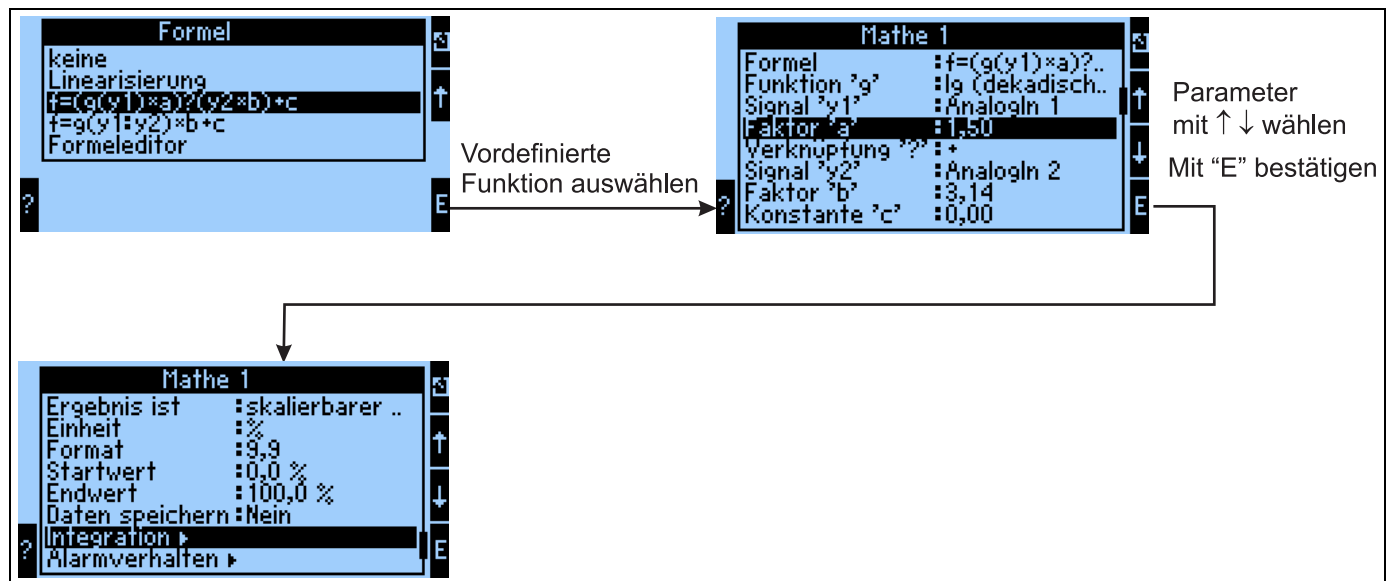 Formel
keine
Linearisierung
f=(g(y1)×a)?(y2×b)+c
f=g(y1:y2)×b+c
Formeleditor
?
↑
E
Vordefinierte
Funktion auswählen
Mathe 1
Formel :f=(g(y1)×a)?..
Funktion 'g' :lg (dekadisch..
Signal 'y1' :AnalogIn 1
Faktor 'a' :1,50
Verknüpfung '?':+
Signal 'y2' :AnalogIn 2
Faktor 'b' :3,14
Konstante 'c' :0,00
?
↑
↓
E
Parameter
mit ↑↓ wählen
Mit “E” bestätigen
Mathe 1
Ergebnis ist :skalierbarer ..
Einheit :%
Format :9,9
Startwert :0,0 %
Endwert :100,0 %
Daten speichern:Nein
Integration ▸
Alarmverhalten ▸
?
↑
↓
E